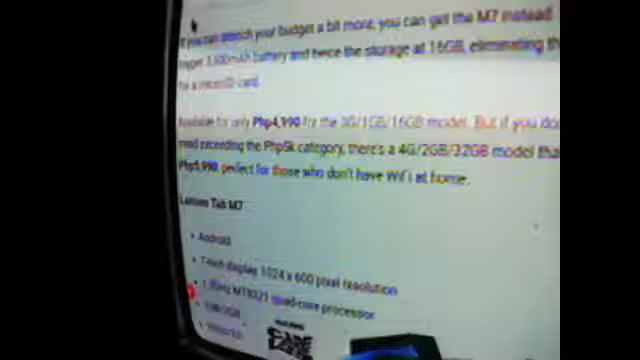 If you can stretch your budget a bit more, you can get the M7 instead
bigger 3,500mAh battery and twice the storage at 16GB, eliminating th
for a microSD card.
Available for only Php4,990 for the 3G/1GB/16GB model. But if you don
mind exceeding the Php5k category, there's a 4G/2GB/32GB model that
Php5,990, perfect for those who don't have WiFi at home.
Lenovo Tab M7
Android
7-inch display 1024 x 600 pixel resolution
MT8321 quad-core processor
1GB/2GB